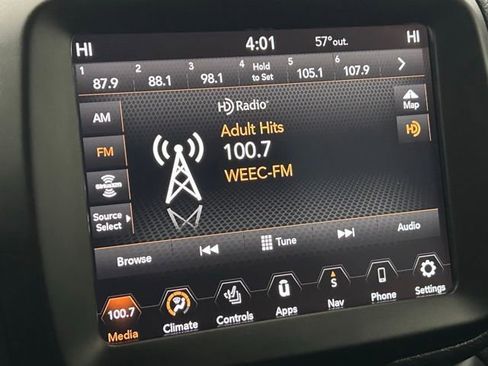 HI 4:01 57° out. HI
1 87.9 2 88.1 3 98.1 4 Hold to Set 5 105.1 6 107.9
AM
HD Radio
Map
Adult Hits
HD
100.7
FM
WEEC-FM
SiriusXM
Source Select
Browse Tune Audio
100.7 S
Media Climate Controls Apps Nav Phone Settings